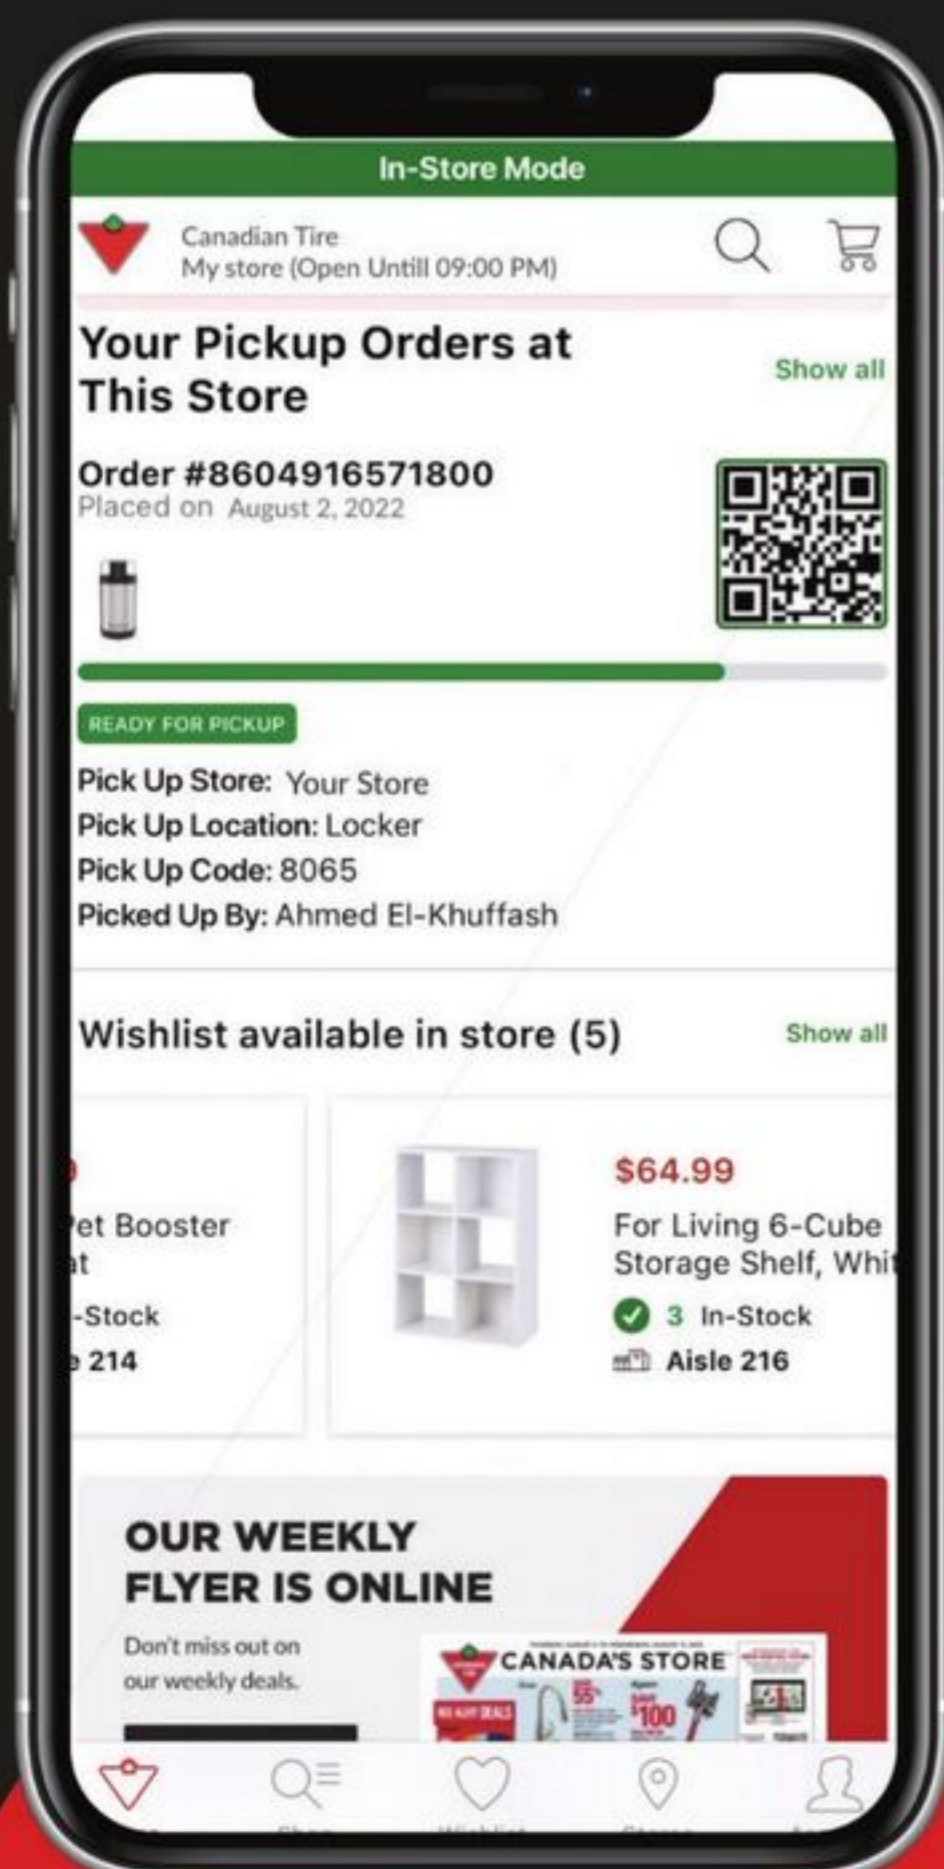 In-Store Mode
Canadian Tire
My store (Open Untill 09:00 PM)
Your Pickup Orders at
This Store
Show all
Order #8604916571800
Placed on August 2, 2022
READY FOR PICKUP
Pick Up Store: Your Store
Pick Up Location: Locker
Pick Up Code: 8065
Picked Up By: Ahmed El-Khuffash
Wishlist available in store (5)
Show all
Booster
-Stock
214
$64.99
For Living 6-Cube
Storage Shelf,
3 In-Stock
Aisle 216
OUR WEEKLY
FLYER IS ONLINE
Don't miss out on
our weekly deals.
CANADA'S STORE
55%
$100